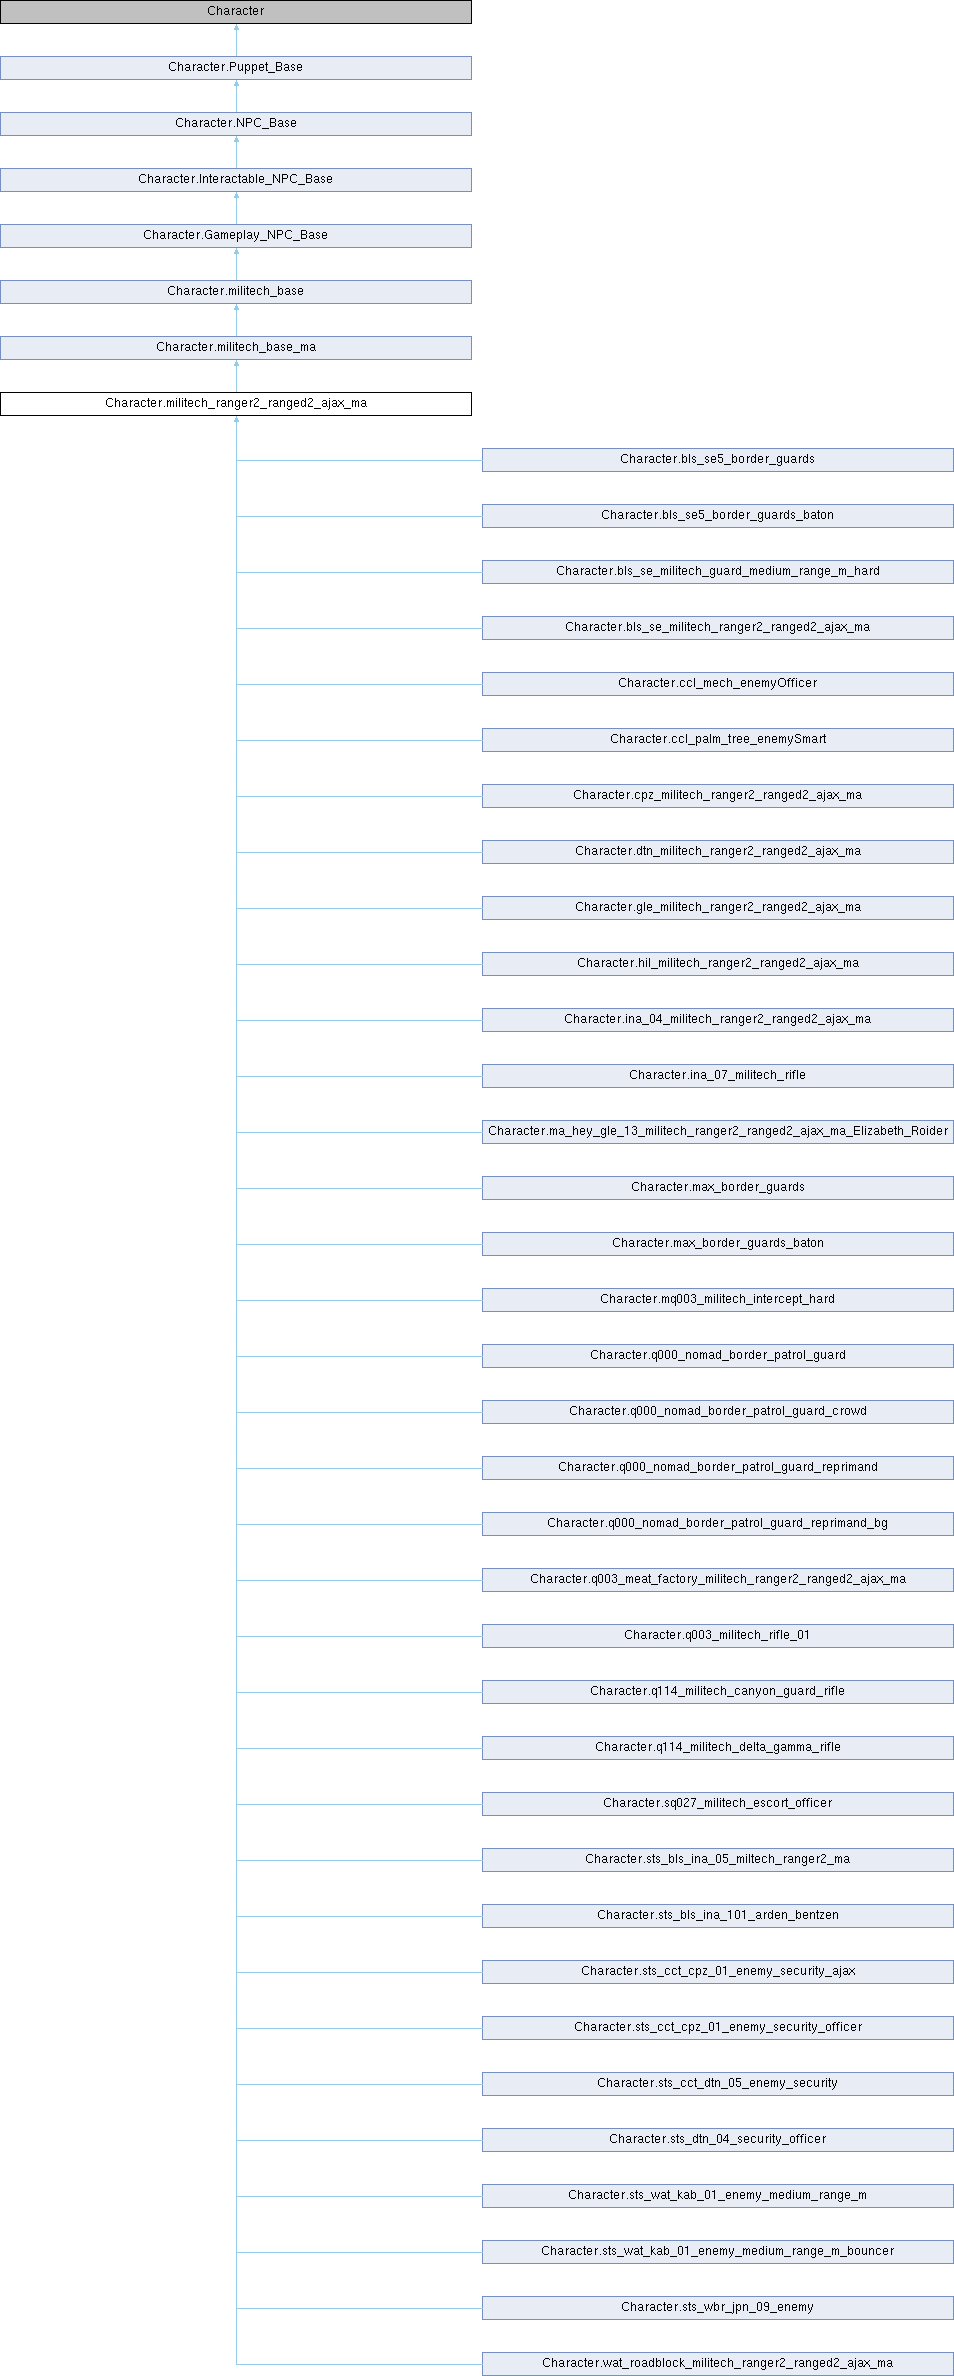 Character
Character.Puppet_Base
Character.NPC_Base
Character.Interactable_NPC_Base
Character.Gameplay_NPC_Base
Character.militech_base
Character.militech_base_ma
Character.militech_ranger2_ranged2_ajax_ma
Character.bls_se5_border_guards
Character.bls_se5_border_guards_baton
Character.bls_se_militech_guard_medium_range_m_hard
Character.bls_se_militech_ranger2_ranged2_ajax_ma
Character.ccl_mech_enemyOfficer
Character.ccl_palm_tree_enemySmart
Character.cpz_militech_ranger2_ranged2_ajax_ma
Character.dtn_militech_ranger2_ranged2_ajax_ma
Character.gle_militech_ranger2_ranged2_ajax_ma
Character.hil_militech_ranger2_ranged2_ajax_ma
Character.ina_04_militech_ranger2_ranged2_ajax_ma
Character.ina_07_militech_rifle
Character.ma_hey_gle_13_militech_ranger2_ranged2_ajax_ma_Elizabeth_Roider
Character.max_border_guards
Character.max_border_guards_baton
Character.mq003_militech_intercept_hard
Character.q000_nomad_border_patrol_guard
Character.q000_nomad_border_patrol_guard_crowd
Character.q000_nomad_border_patrol_guard_reprimand
Character.q000_nomad_border_patrol_guard_reprimand_bg
Character.q003_meat_factory_militech_ranger2_ranged2_ajax_ma
Character.q003_militech_rifle_01
Character.q114_militech_canyon_guard_rifle
Character.q114_militech_delta_gamma_rifle
Character.sq027_militech_escort_officer
Character.sts_bls_ina_05_miltech_ranger2_ma
Character.sts_bls_ina_101_arden_bentzen
Character.sts_cct_cpz_01_enemy_security_ajax
Character.sts_cct_cpz_01_enemy_security_officer
Character.sts_cct_dtn_05_enemy_security
Character.sts_dtn_04_security_officer
Character.sts_wat_kab_01_enemy_medium_range_m
Character.sts_wat_kab_01_enemy_medium_range_m_bouncer
Character.sts_wbr_jpn_09_enemy
Character.wat_roadblock_militech_ranger2_ranged2_ajax_ma